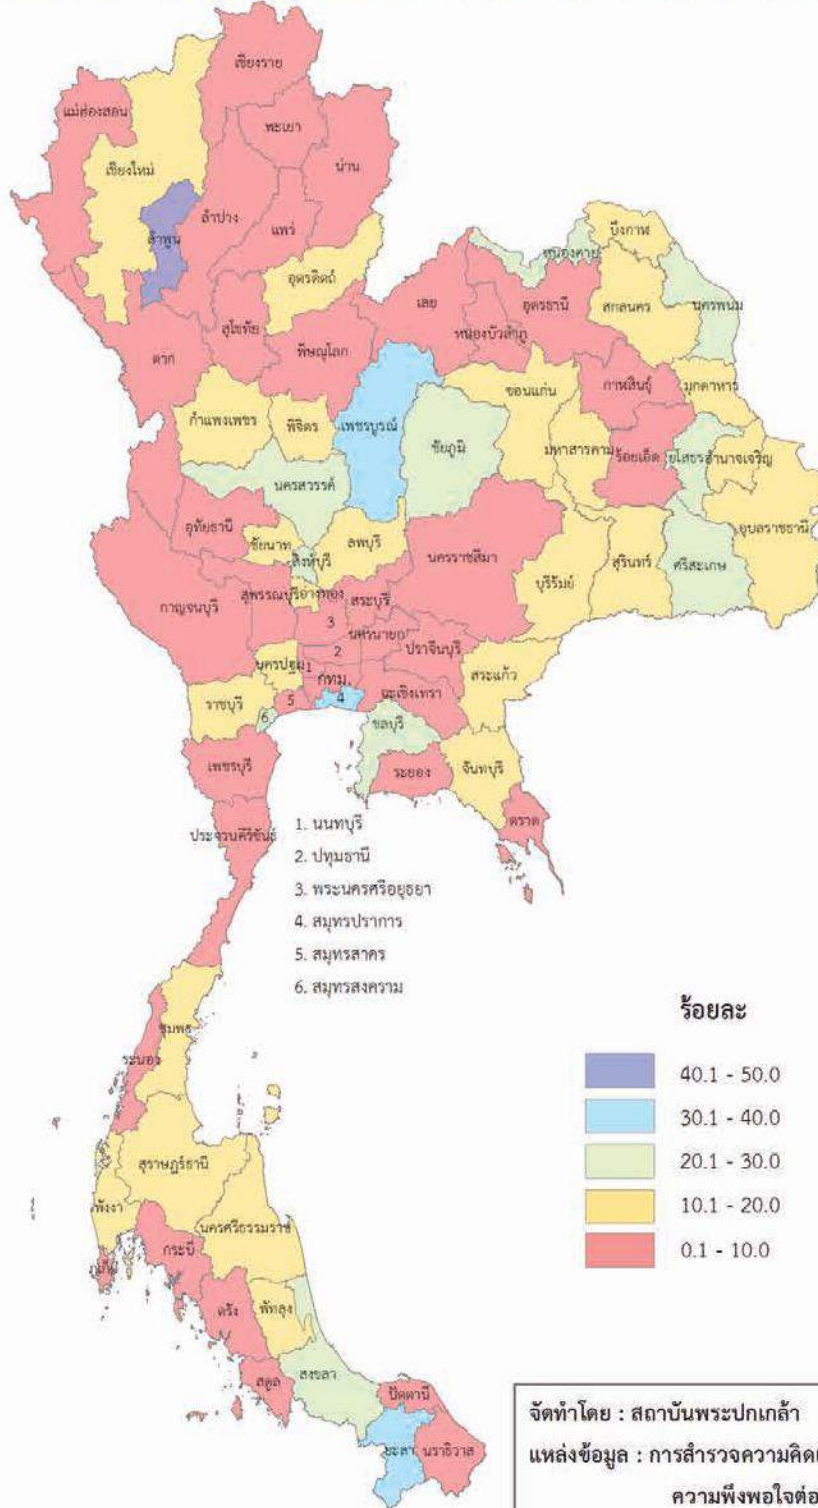 เชียงราย
แม่ฮ่องสอน
พะเยา
เชียงใหม่
น่าน
ลำปาง
แพร่
ลำพูน
บึงกาฬ
หนองคาย
อุตรดิตถ์
สกลนคร
นครพนม
เลย
อุดรธานี
สุโขทัย
หนองบัวลำภู
พิษณุโลก
ตาก
ขอนแก่น
กาฬสินธุ์
มุกดาหาร
กำแพงเพชร
พิจิตร
เพชรบูรณ์
ชัยภูมิ
มหาสารคาม
ร้อยเอ็ด
ยโสธร
อำนาจเจริญ
นครสวรรค์
อุทัยธานี
อุบลราชธานี
ชัยนาท
ลพบุรี
นครราชสีมา
สิงห์บุรี
บุรีรัมย์
สุรินทร์
ศรีสะเกษ
กาญจนบุรี
สุพรรณบุรี
อ่างทอง
สระบุรี
3
นครนายก
ปราจีนบุรี
2
นครปฐม
1
สระแก้ว
กทม.
ฉะเชิงเทรา
ราชบุรี
5
4
6
ชลบุรี
เพชรบุรี
ระยอง
จันทบุรี
ตราด
ประจวบคีรีขันธ์
1. นนทบุรี
2. ปทุมธานี
3. พระนครศรีอยุธยา
4. สมุทรปราการ
5. สมุทรสาคร
6. สมุทรสงคราม
ชุมพร
ระนอง
ร้อยละ
40.1 - 50.0
30.1 - 40.0
20.1 - 30.0
10.1 - 20.0
0.1 - 10.0
สุราษฎร์ธานี
พังงา
นครศรีธรรมราช
กระบี่
ภูเก็ต
ตรัง
พัทลุง
สตูล
สงขลา
ปัตตานี
ยะลา
นราธิวาส
จัดทำโดย : สถาบันพระปกเกล้า
แหล่งข้อมูล : การสำรวจความคิดเ
ความพึงพอใจต่อ